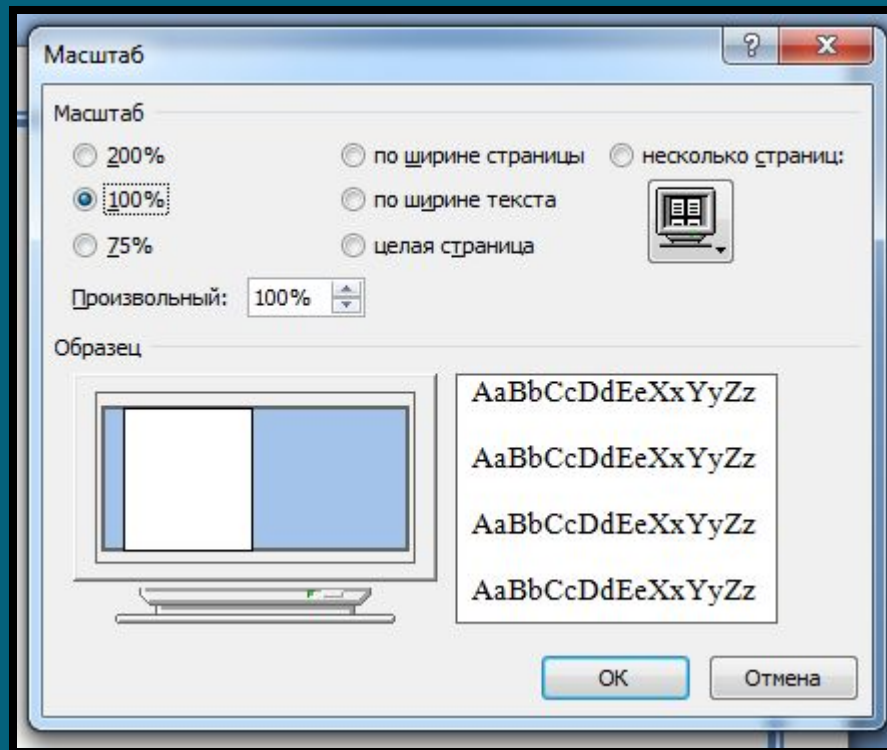 Масштаб
Масштаб
200% по ширине страницы несколько страниц:
100% по ширине текста
75% целая страница
Произвольный: 100%
Образец
AaBbCcDdEeXxYyZz
AaBbCcDdEeXxYyZz
AaBbCcDdEeXxYyZz
AaBbCcDdEeXxYyZz
ОК Отмена